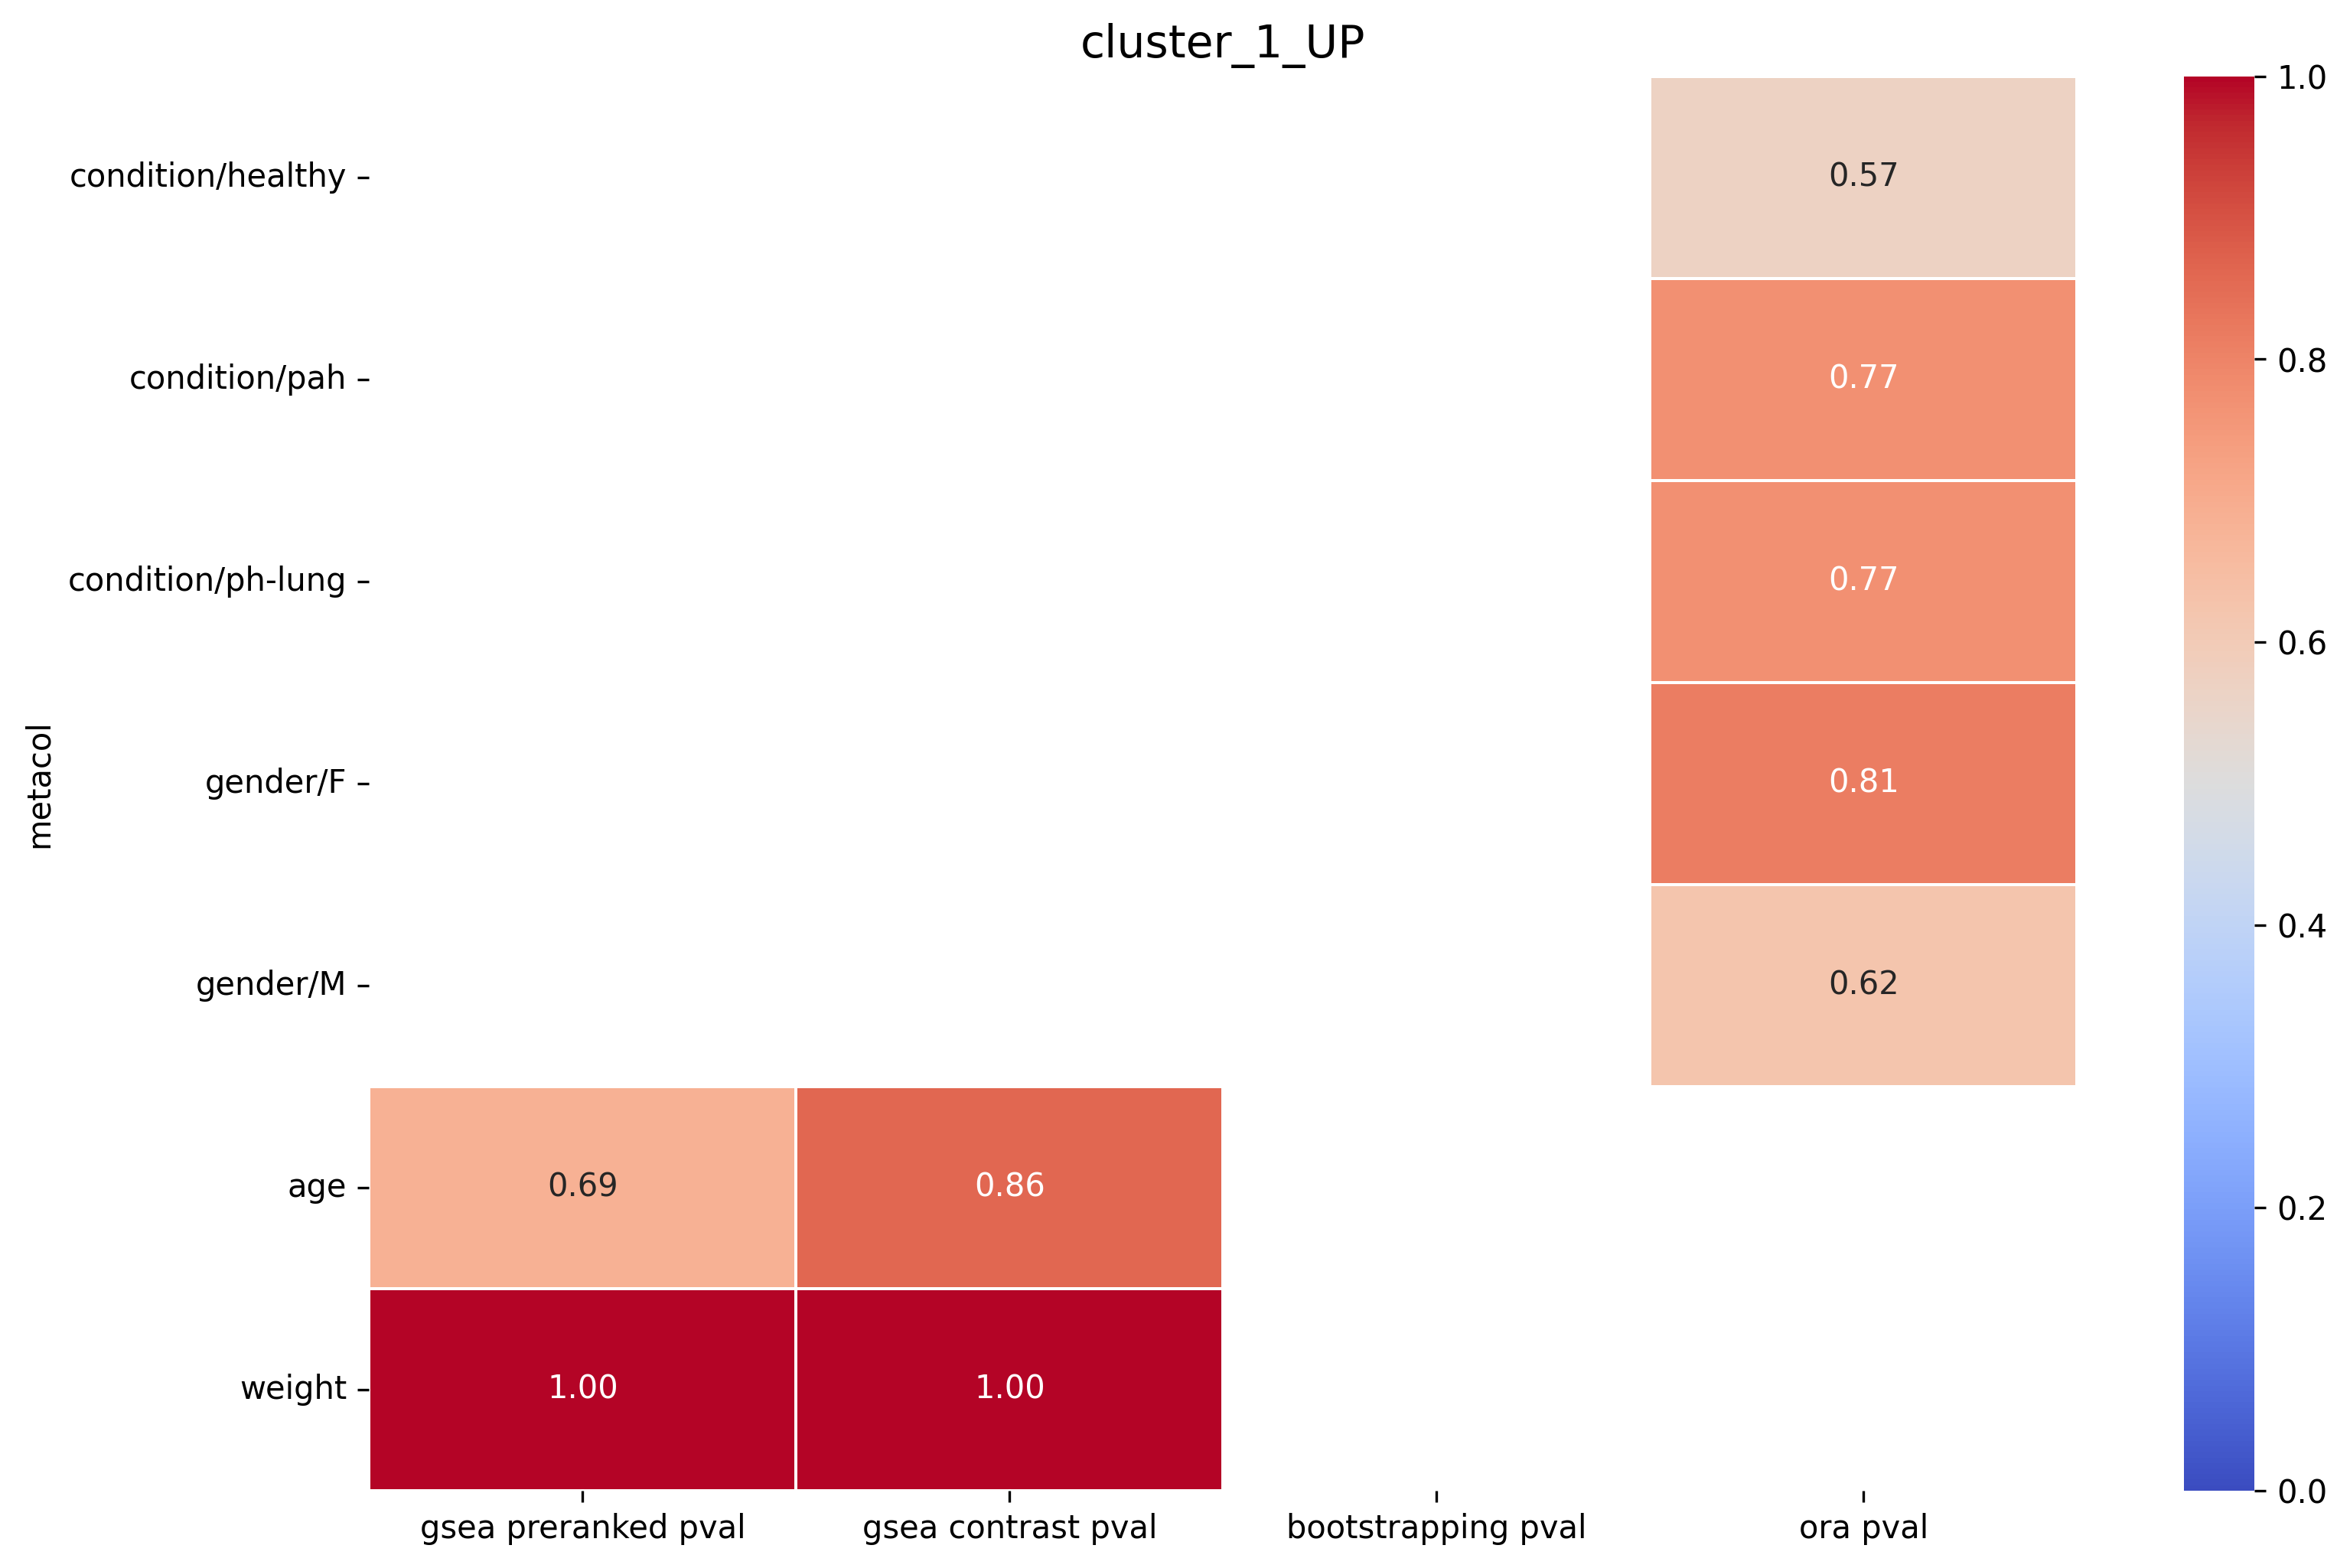 cluster_1_UP
metacol
condition/healthy
0.57
condition/pah
0.77
condition/ph-lung
0.77
gender/F
0.81
gender/M
0.62
age
0.69
0.86
weight
1.00
1.00
gsea preranked pval
gsea contrast pval
bootstrapping pval
ora pval
1.0
0.8
0.6
0.4
0.2
0.0